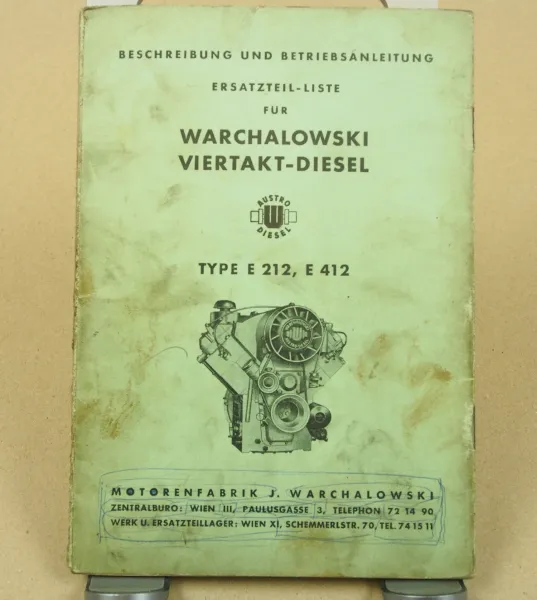 BESCHREIBUNG UND BETRIEBSANLEITUNG
ERSATZTEIL-LISTE
FÜR
WARCHALOWSKI
VIERTAKT-DIESEL
AUSTRO
W
DIESEL
TYPE E 212, E 412
MOTORENFABRIK J. WARCHALOWSKI
ZENTRALBÜRO: WIEN III, PAULUSGASSE 3, TELEPHON 72 14 90
WERK U. ERSATZTEILLAGER: WIEN XI, SCHEMMERLSTR. 70, TEL. 74 15 11